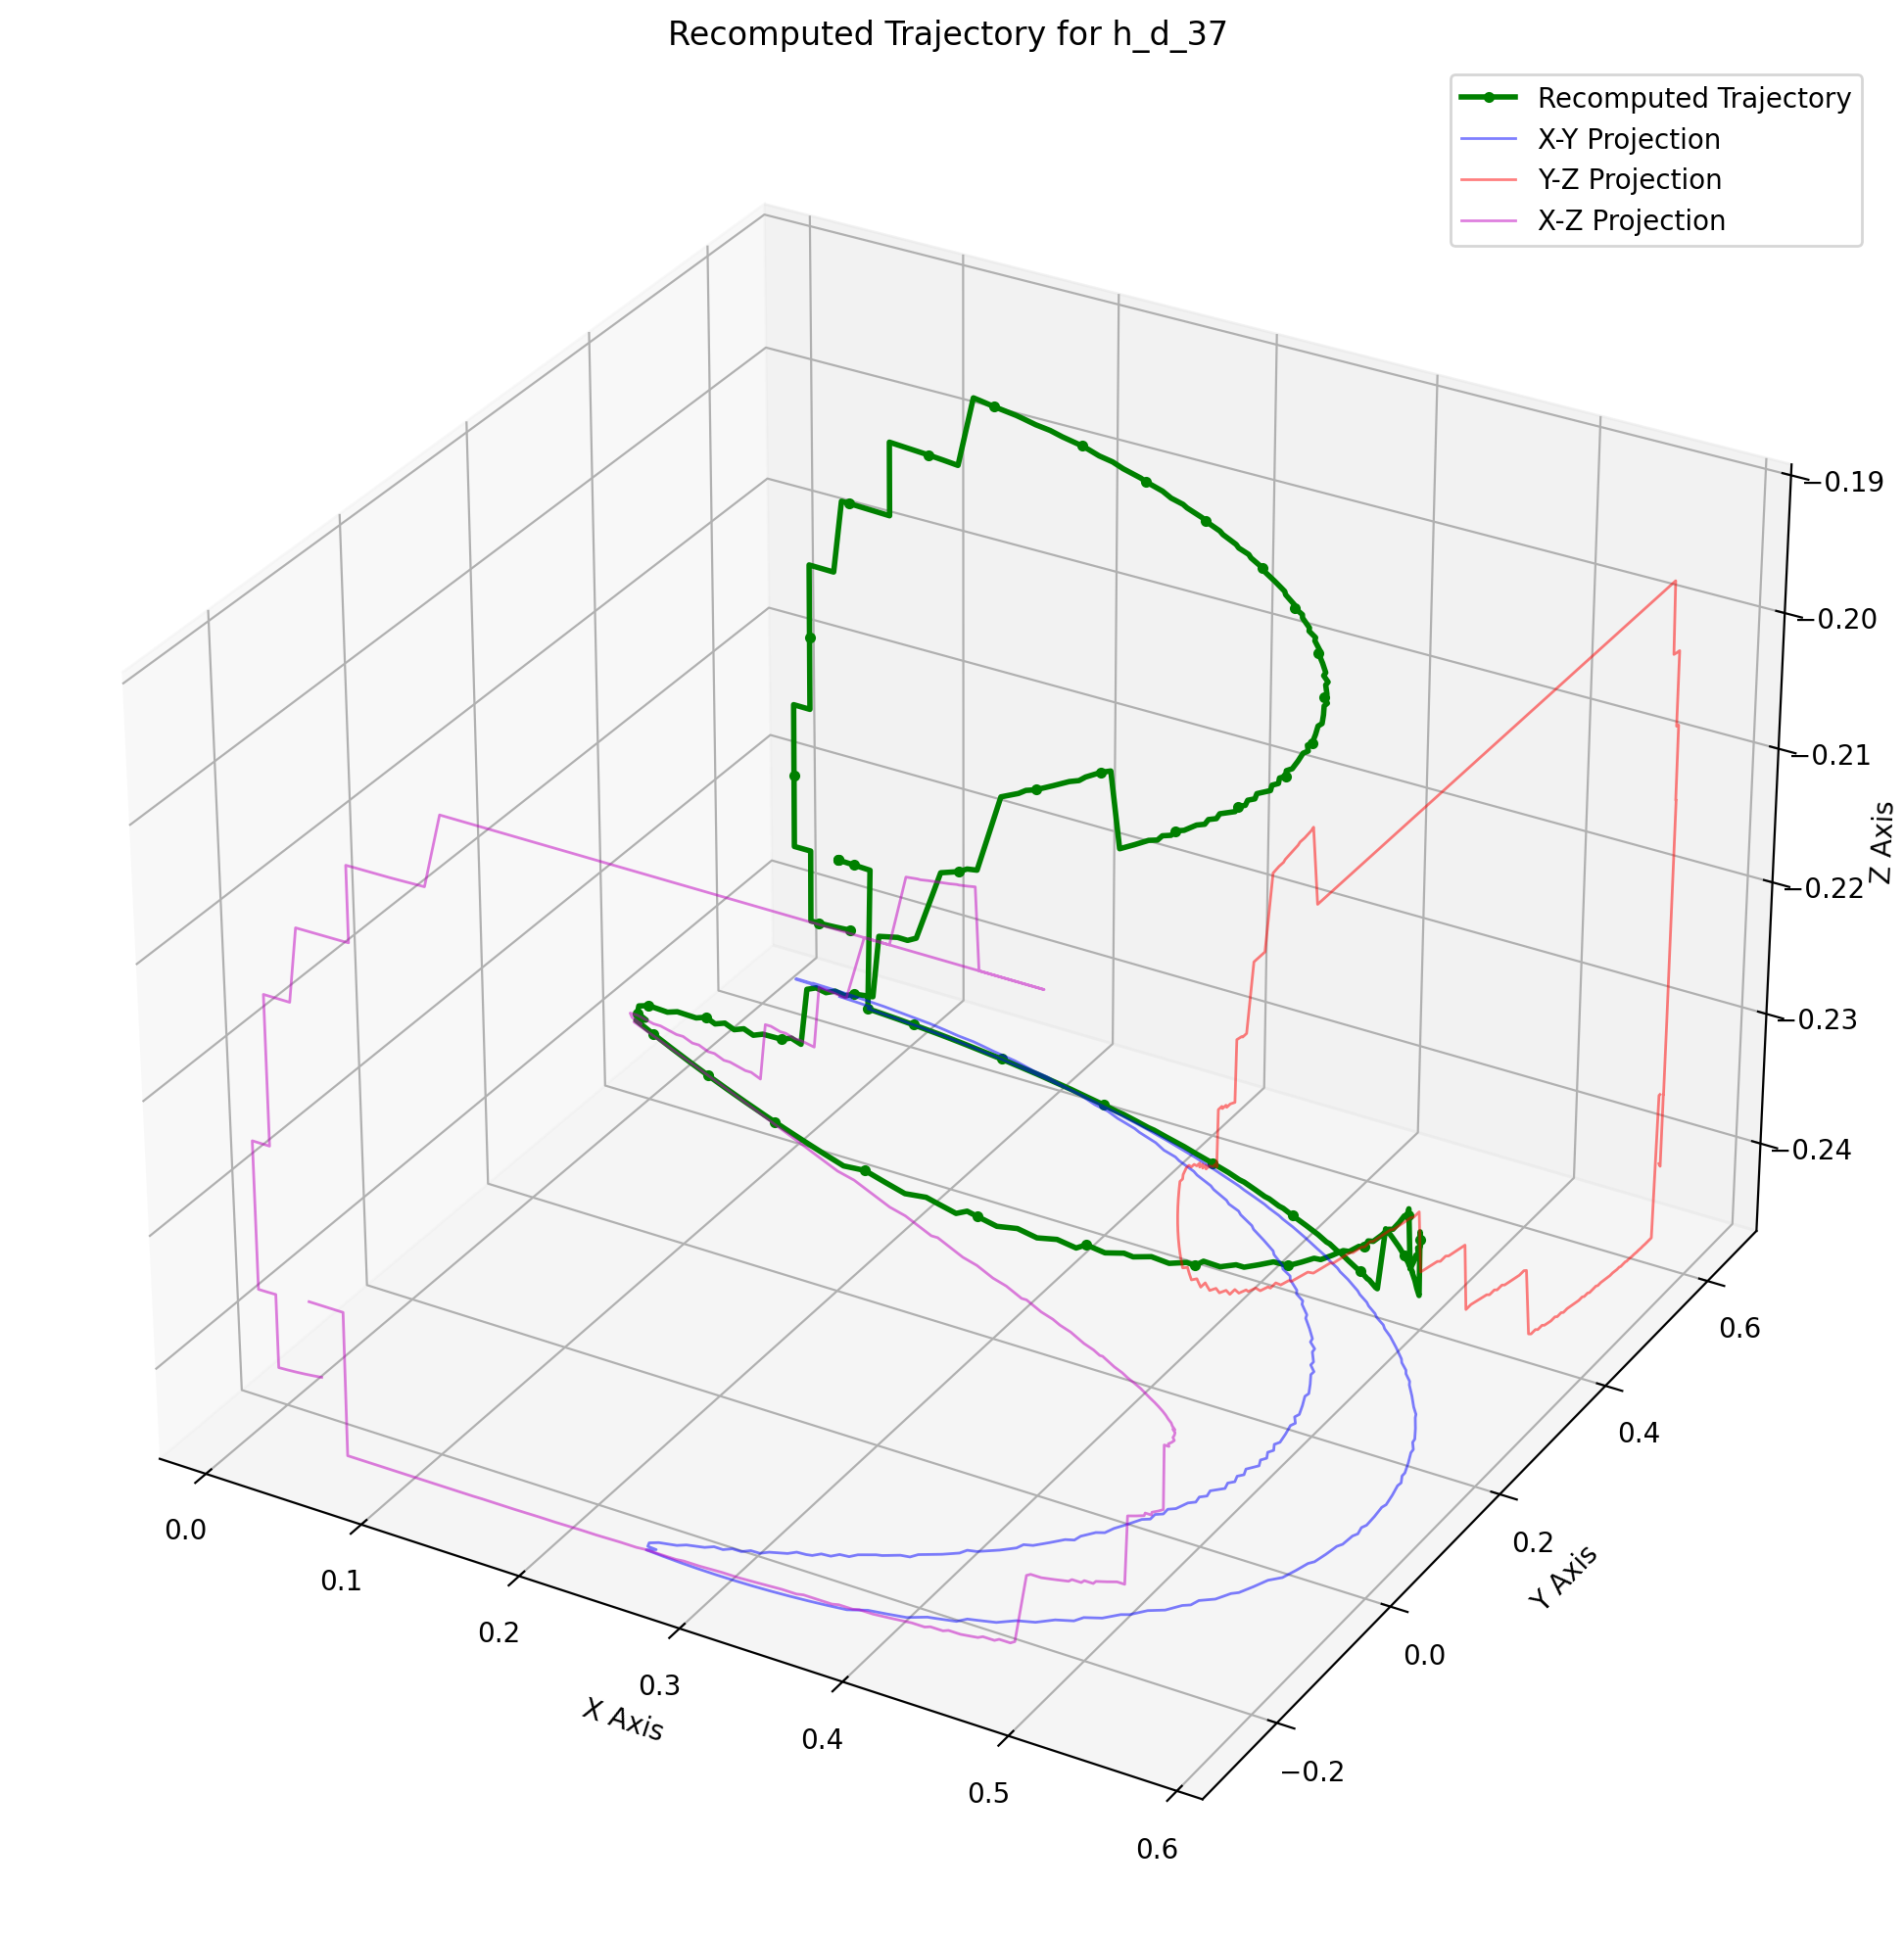 Recomputed Trajectory for h_d_37
Recomputed Trajectory
X-Y Projection
Y-Z Projection
X-Z Projection
−0.19
−0.20
−0.21
−0.22
−0.23
−0.24
Z Axis
0.6
0.4
0.2
0.0
−0.2
Y Axis
0.0
0.1
0.2
0.3
0.4
0.5
0.6
X Axis